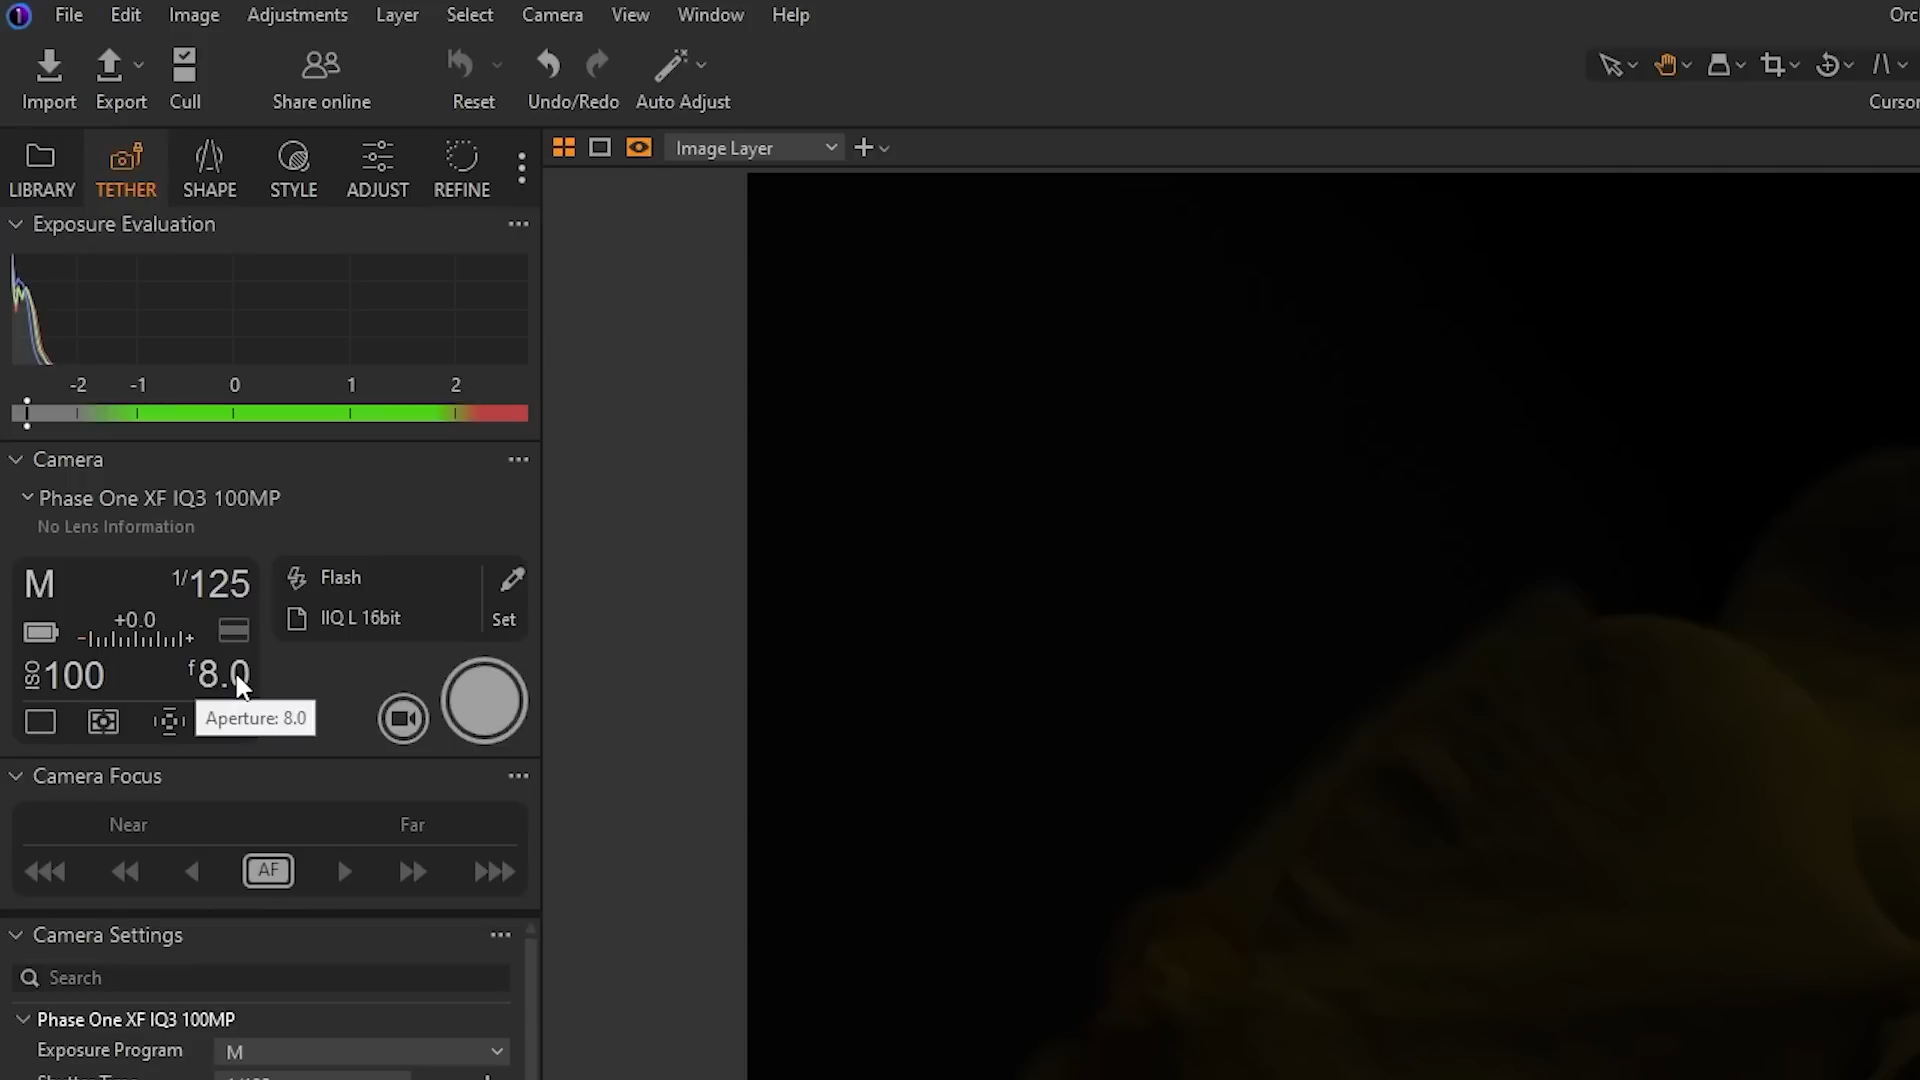 File Edit Image Adjustments Layer Select Camera View Window Help
Import Export Cull Share online Reset Undo/Redo Auto Adjust
LIBRARY TETHER SHAPE STYLE ADJUST REFINE
Image Layer
Exposure Evaluation
-2 -1 0 1 2
Camera
Phase One XF IQ3 100MP
No Lens Information
M 1/125
Flash
+0.0
IIQ L 16bit
Set
- +
ISO 100 f8.0
Aperture: 8.0
Camera Focus
Near Far
AF
Camera Settings
Search
Phase One XF IQ3 100MP
Exposure Program M